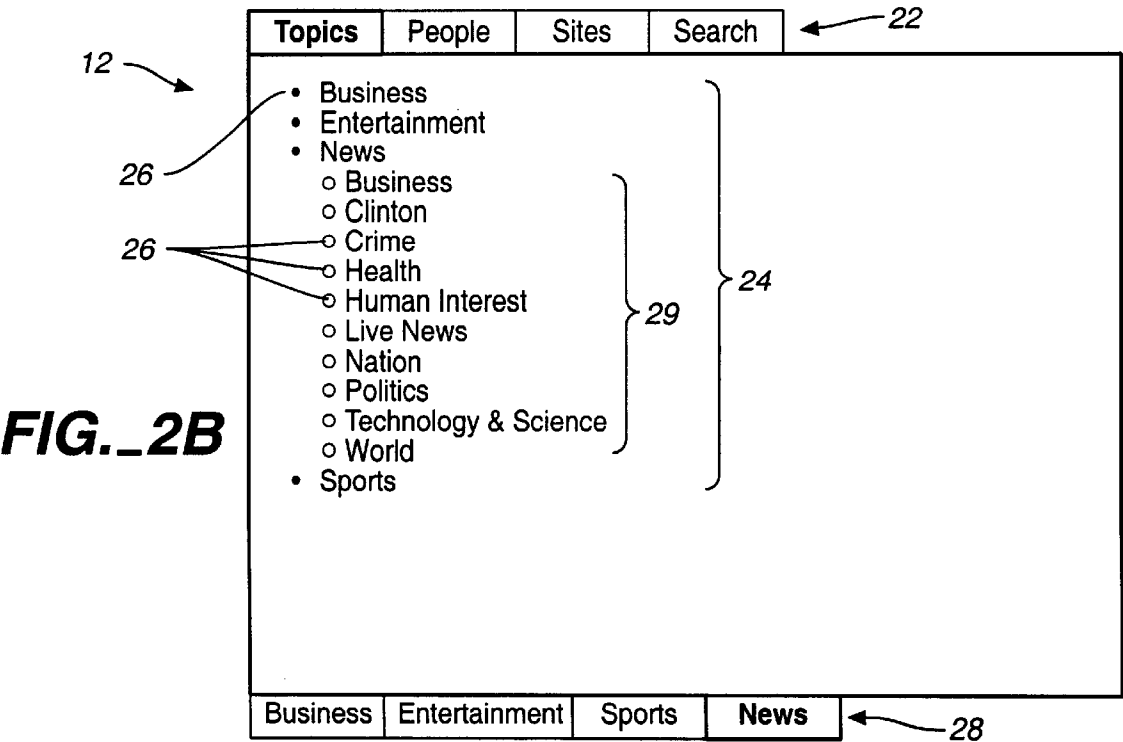 Topics People Sites Search 22
12
• Business
• Entertainment
• News
26
○ Business
○ Clinton
26 ○ Crime
○ Health 24
○ Human Interest 29
○ Live News
○ Nation
○ Politics
FIG._2B ○ Technology & Science
○ World
• Sports
Business Entertainment Sports News 28